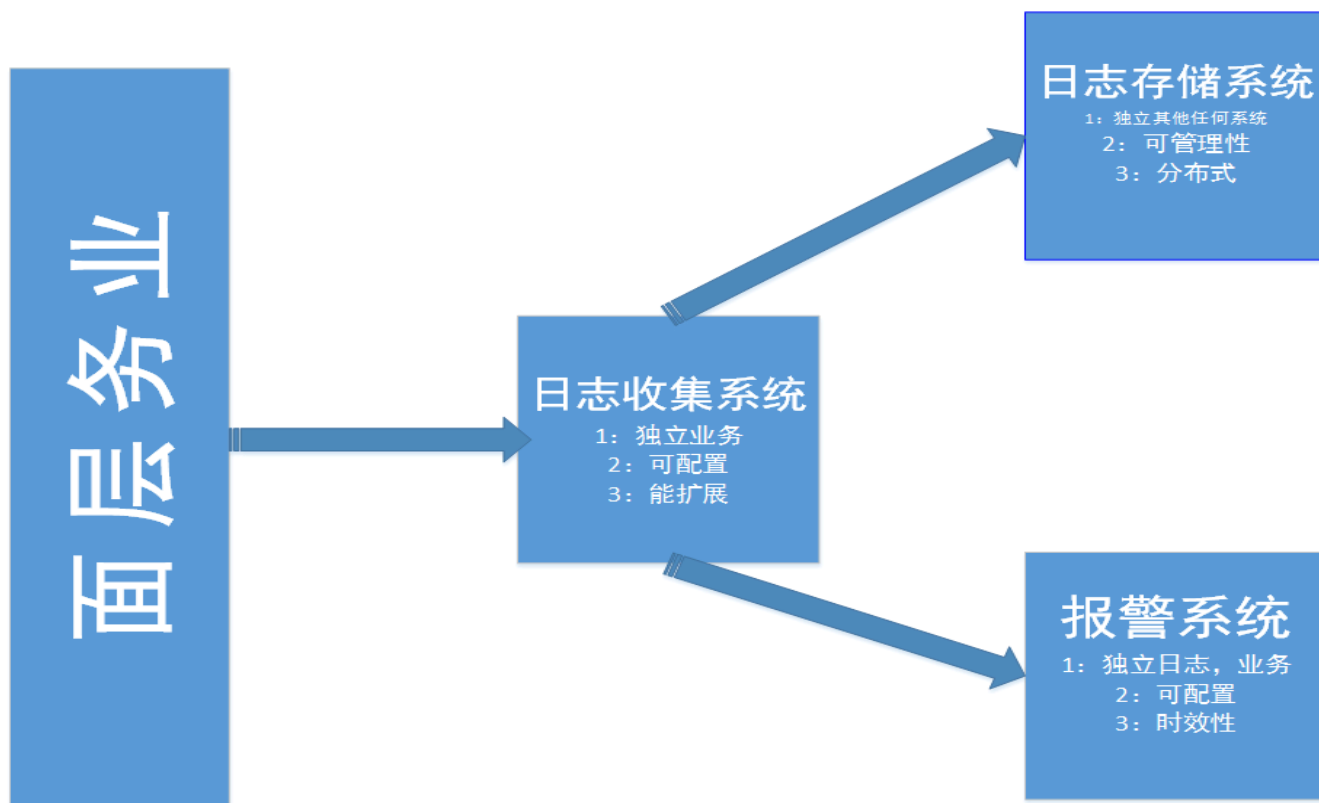 业务层面
日志收集系统
1：独立业务
2：可配置
3：能扩展
日志存储系统
1：独立其他任何系统
2：可管理性
3：分布式
报警系统
1：独立日志，业务
2：可配置
3：时效性